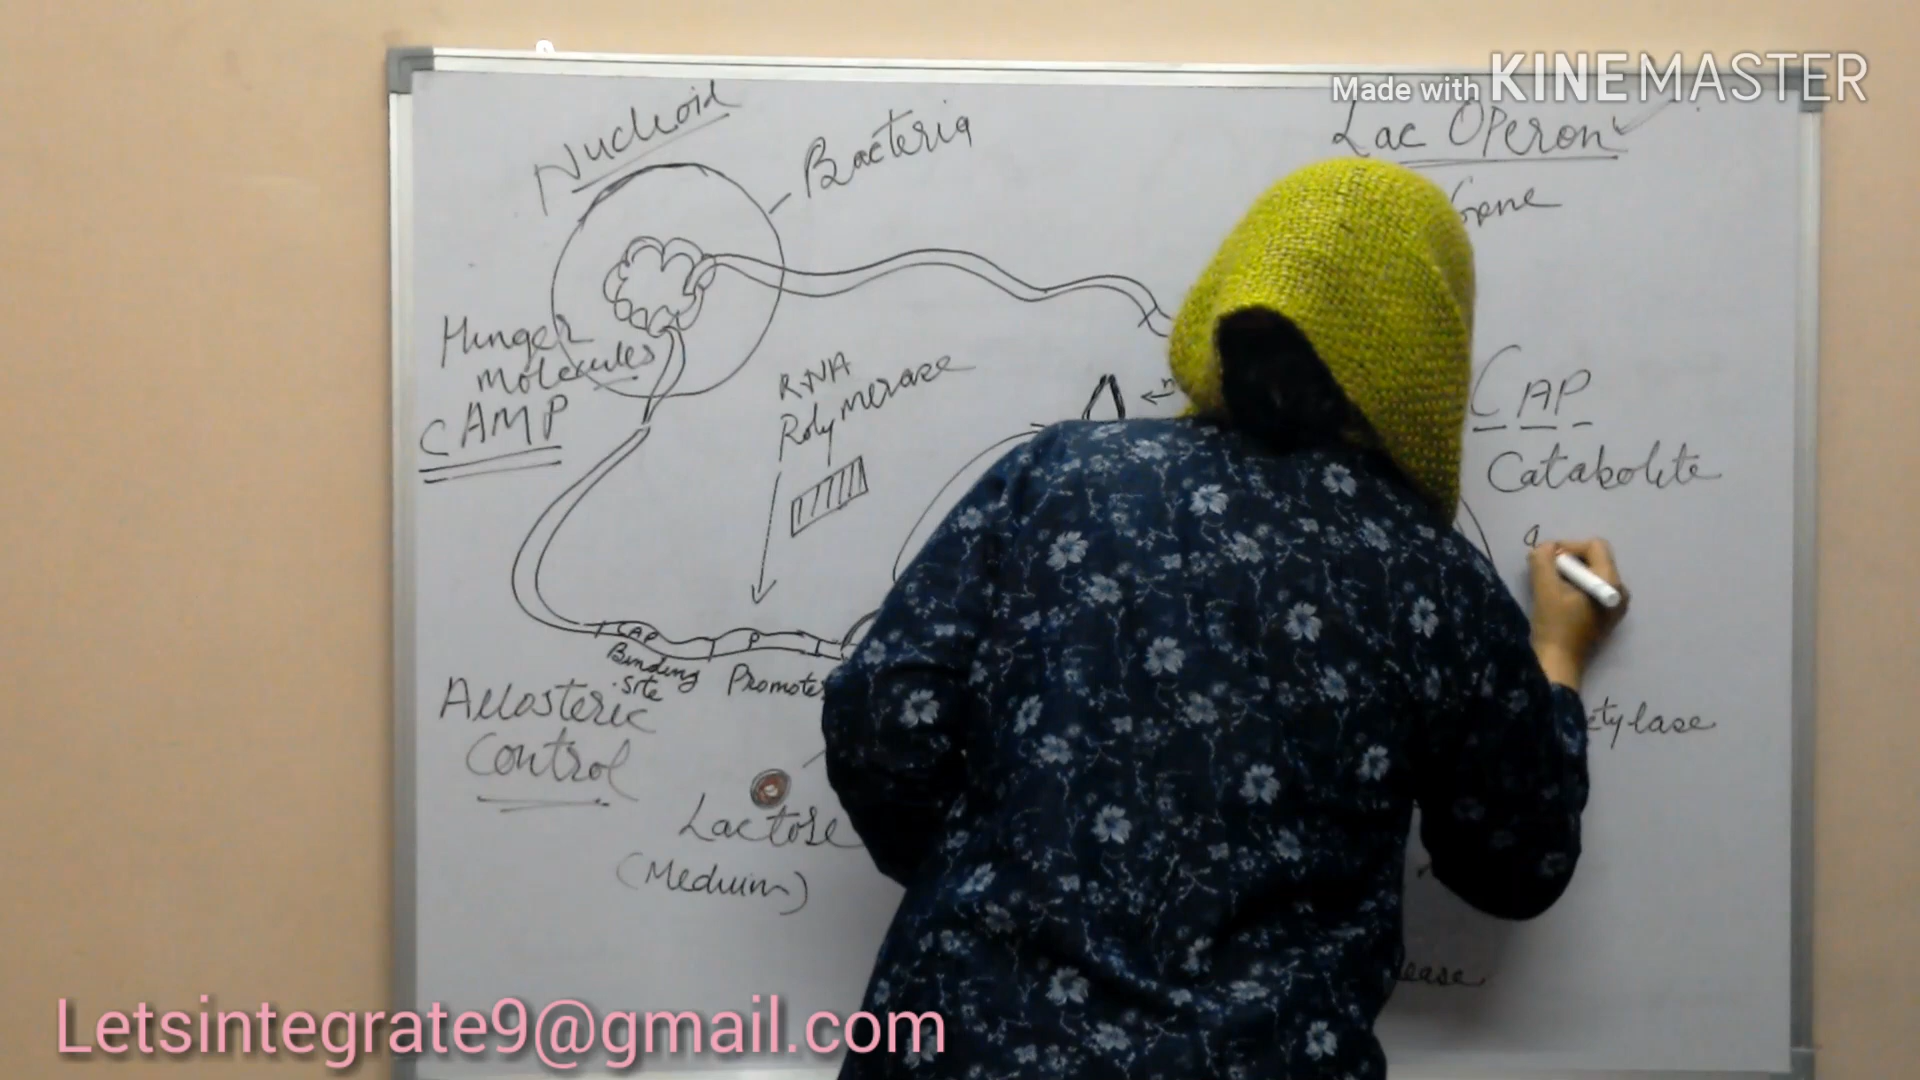 Made with KINEMASTER
Nucleoid
Bacteria
Lac Operon
Hunger
molecules
CAMP
RNA
Polymerase
CAP
Catabolite
a
CAP
P
Binding
site
Promoter
Allosteric
Control
Lactose
(Medium)
Letsintegrate9@gmail.com